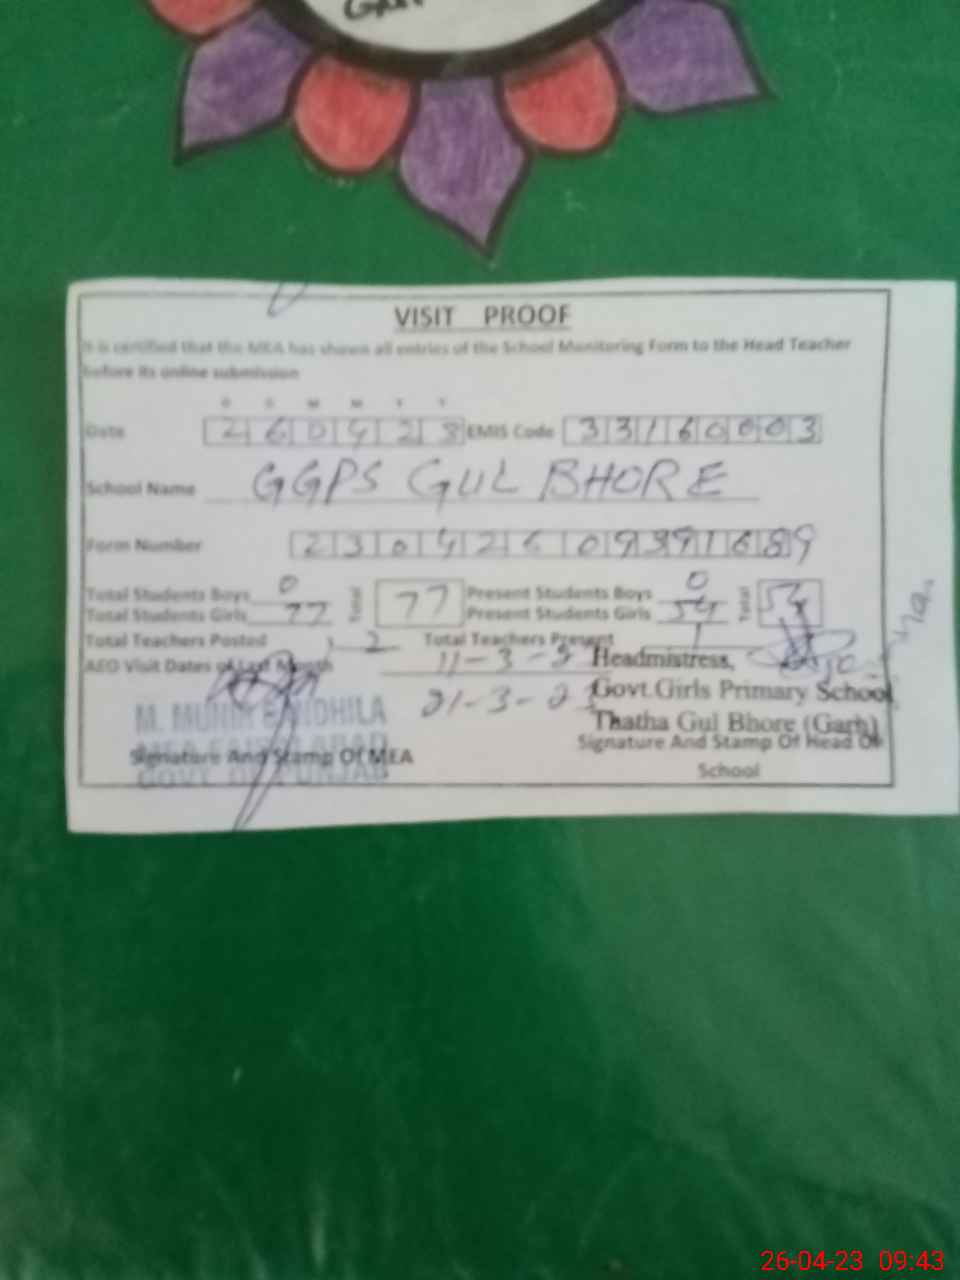 VISIT PROOF
It is certified that the MEA has shown all entries of the School Monitoring Form to the Head Teacher
before its online submission
D D M M Y Y
Date 260423 EMIS Code 33160003
School Name GGPS GUL BHORE
Form Number 23042609391689
Total Students Boys 0 Total 77 Present Students Boys 0 Total 54
Total Students Girls 77 Present Students Girls 54
Total Teachers Posted 2 Total Teachers Present 1
AEO Visit Dates of Last Month 11-3-23 Headmistress,
21-3-23 Govt.Girls Primary School
M. MUNIR Thatha Gul Bhore (Garh)
Signature And Stamp Of MEA Signature And Stamp Of Head Of
GOVT. OF PUNJAB School
26-04-23 09:43